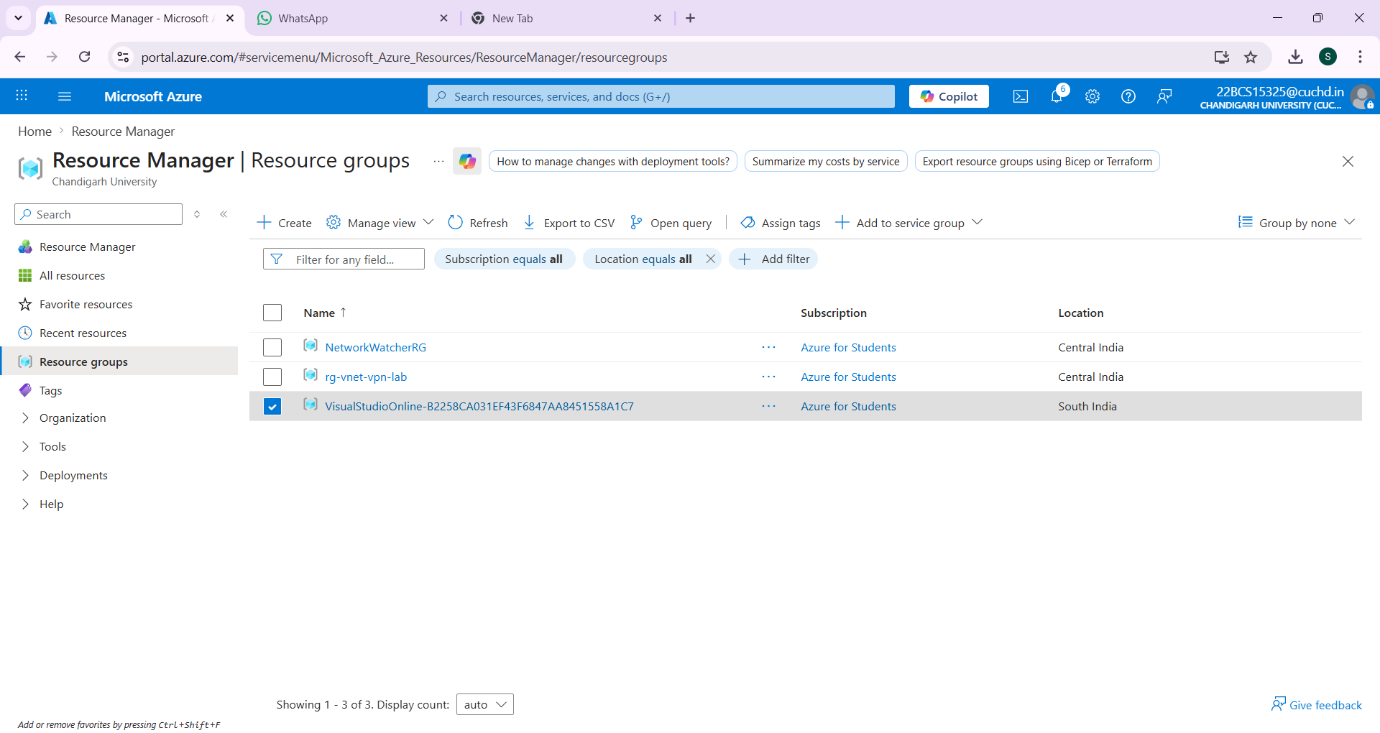 Resource Manager - Microsoft A
WhatsApp
New Tab
portal.azure.com/#servicemenu/Microsoft_Azure_Resources/ResourceManager/resourcegroups
S
Microsoft Azure
Search resources, services, and docs (G+/)
Copilot
6
22BCS15325@cuchd.in
CHANDIGARH UNIVERSITY (CUC...
Home > Resource Manager
Resource Manager | Resource groups
...
How to manage changes with deployment tools?
Summarize my costs by service
Export resource groups using Bicep or Terraform
Chandigarh University
Search
Resource Manager
All resources
Favorite resources
Recent resources
Resource groups
Tags
Organization
Tools
Deployments
Help
Create
Manage view
Refresh
Export to CSV
Open query
Assign tags
Add to service group
Group by none
Filter for any field...
Subscription equals all
Location equals all
Add filter
Name ↑ Subscription Location
NetworkWatcherRG ... Azure for Students Central India
rg-vnet-vpn-lab ... Azure for Students Central India
VisualStudioOnline-B2258CA031EF43F6847AA8451558A1C7 ... Azure for Students South India
Showing 1 - 3 of 3. Display count: auto
Give feedback
Add or remove favorites by pressing Ctrl+Shift+F